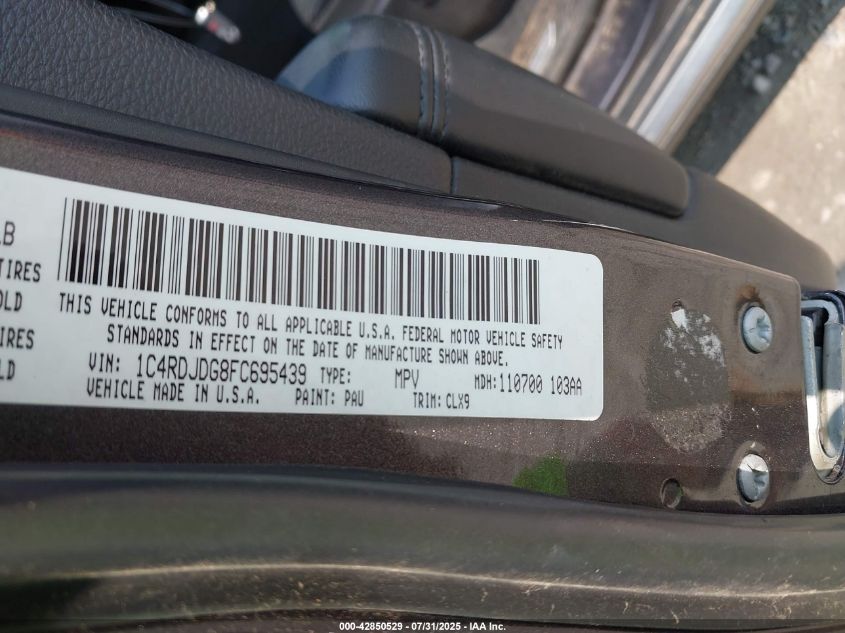 LB
TIRES
OLD
IRES
LD
THIS VEHICLE CONFORMS TO ALL APPLICABLE U.S.A. FEDERAL MOTOR VEHICLE SAFETY
STANDARDS IN EFFECT ON THE DATE OF MANUFACTURE SHOWN ABOVE.
VIN: 1C4RDJDG8FC695439 TYPE: MPV MDH: 110700 103AA
VEHICLE MADE IN U.S.A. PAINT: PAU TRIM: CLX9
000-42850529 - 07/31/2025 - IAA Inc.